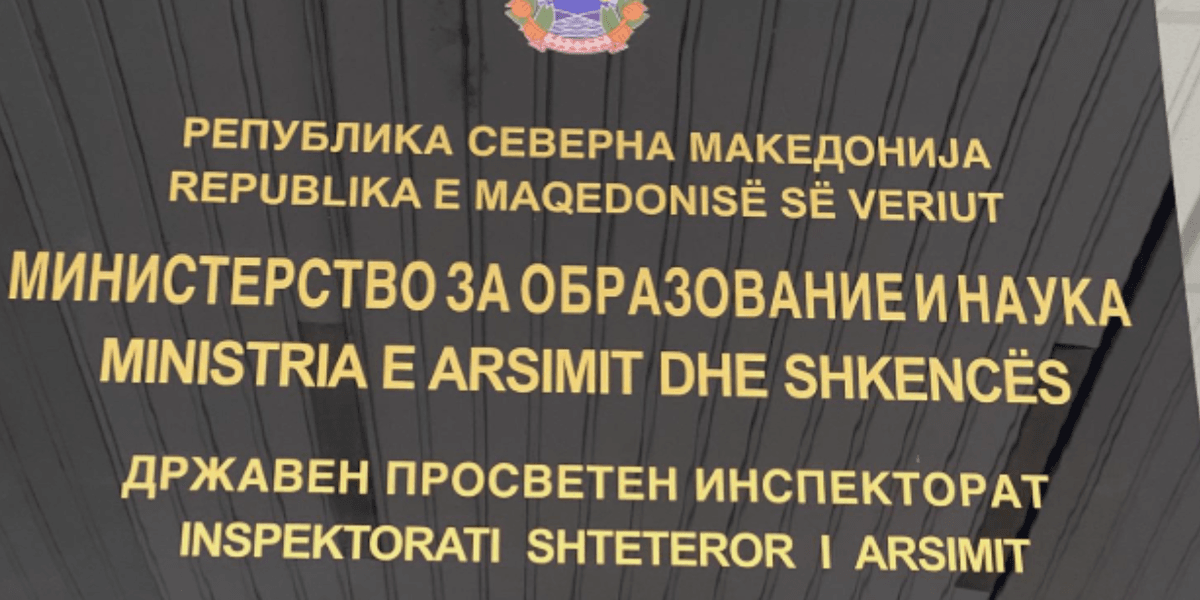 РЕПУБЛИКА СЕВЕРНА МАКЕДОНИЈА
REPUBLIKA E MAQEDONISË SË VERIUT
МИНИСТЕРСТВО ЗА ОБРАЗОВАНИЕ И НАУКА
MINISTRIA E ARSIMIT DHE SHKENCËS
ДРЖАВЕН ПРОСВЕТЕН ИНСПЕКТОРАТ
INSPEKTORATI SHTETEROR I ARSIMIT